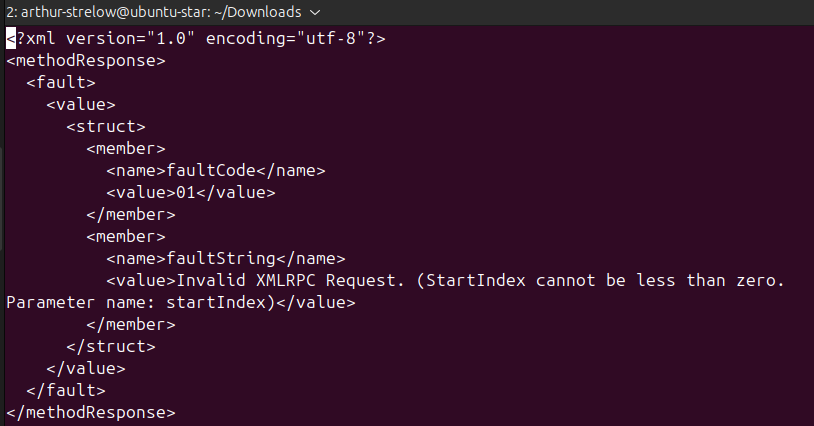 2: arthur-strelow@ubuntu-star: ~/Downloads
<?xml version="1.0" encoding="utf-8"?>
<methodResponse>
  <fault>
    <value>
      <struct>
        <member>
          <name>faultCode</name>
          <value>01</value>
        </member>
        <member>
          <name>faultString</name>
          <value>Invalid XMLRPC Request. (StartIndex cannot be less than zero.
Parameter name: startIndex)</value>
        </member>
      </struct>
    </value>
  </fault>
</methodResponse>